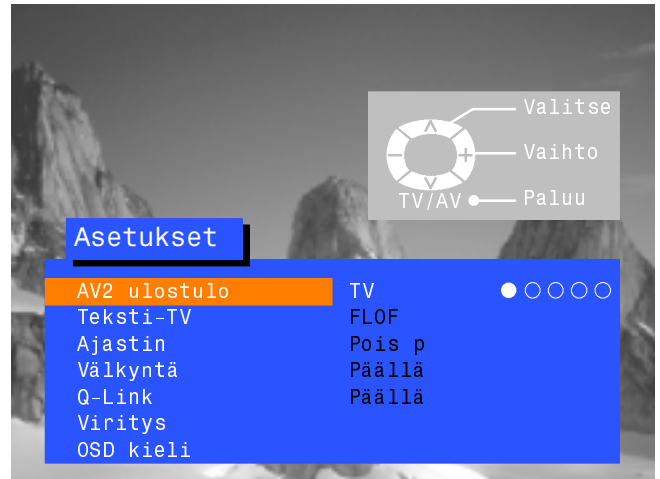 Valitse
Vaihto
TV/AV Paluu
Asetukset
AV2 ulostulo TV
Teksti-TV FLOF
Ajastin Pois p
Välkyntä Päällä
Q-Link Päällä
Viritys
OSD kieli